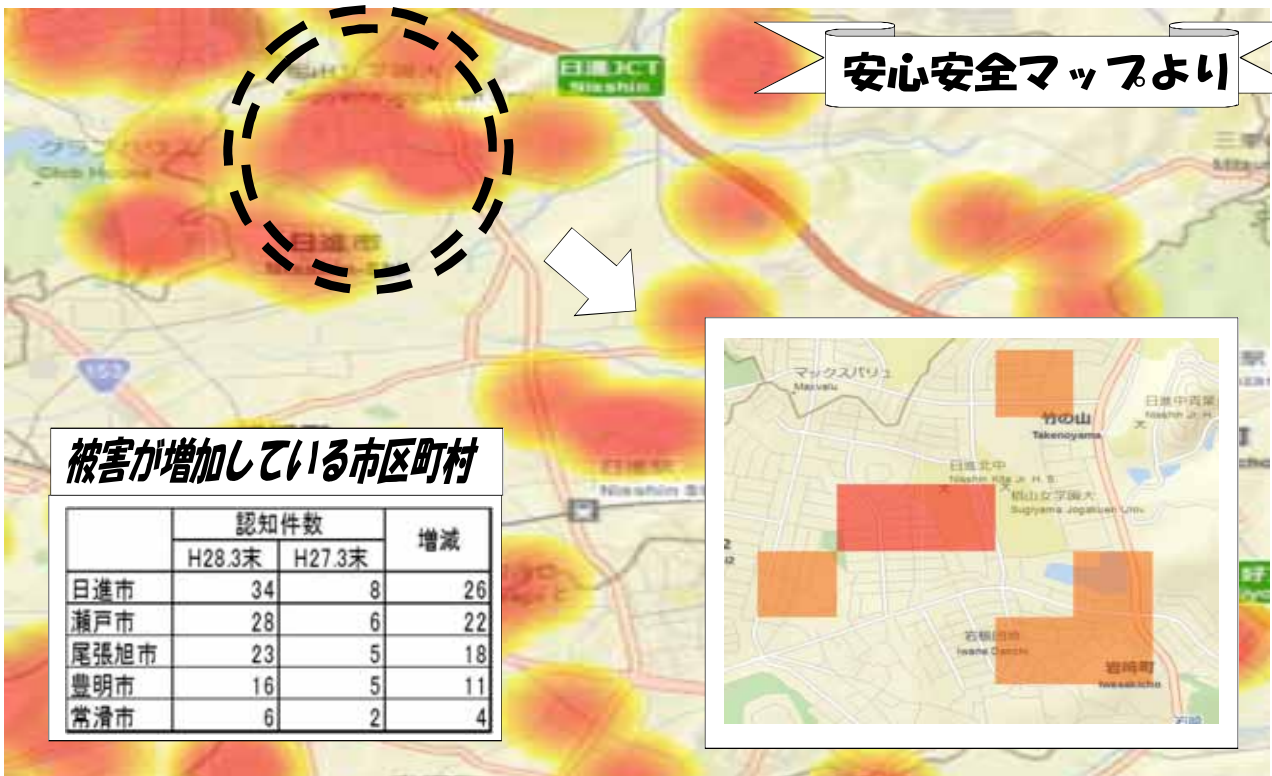 安心安全マップより
日進JCT
Nisshin
日進市
153
被害が増加している市区町村
認知件数 増減
H28.3末 H27.3末
日進市 34 8 26
瀬戸市 28 6 22
尾張旭市 23 5 18
豊明市 16 5 11
常滑市 6 2 4
マックスバリュ
Maxvalu
竹の山
Takenoyama
日進北中
Nisshin Kita Jr. H. S.
椙山女学園大
Sugiyama Jogakuen Univ.
岩根団地
Iwane Danchi
岩崎町
Iwasakicho